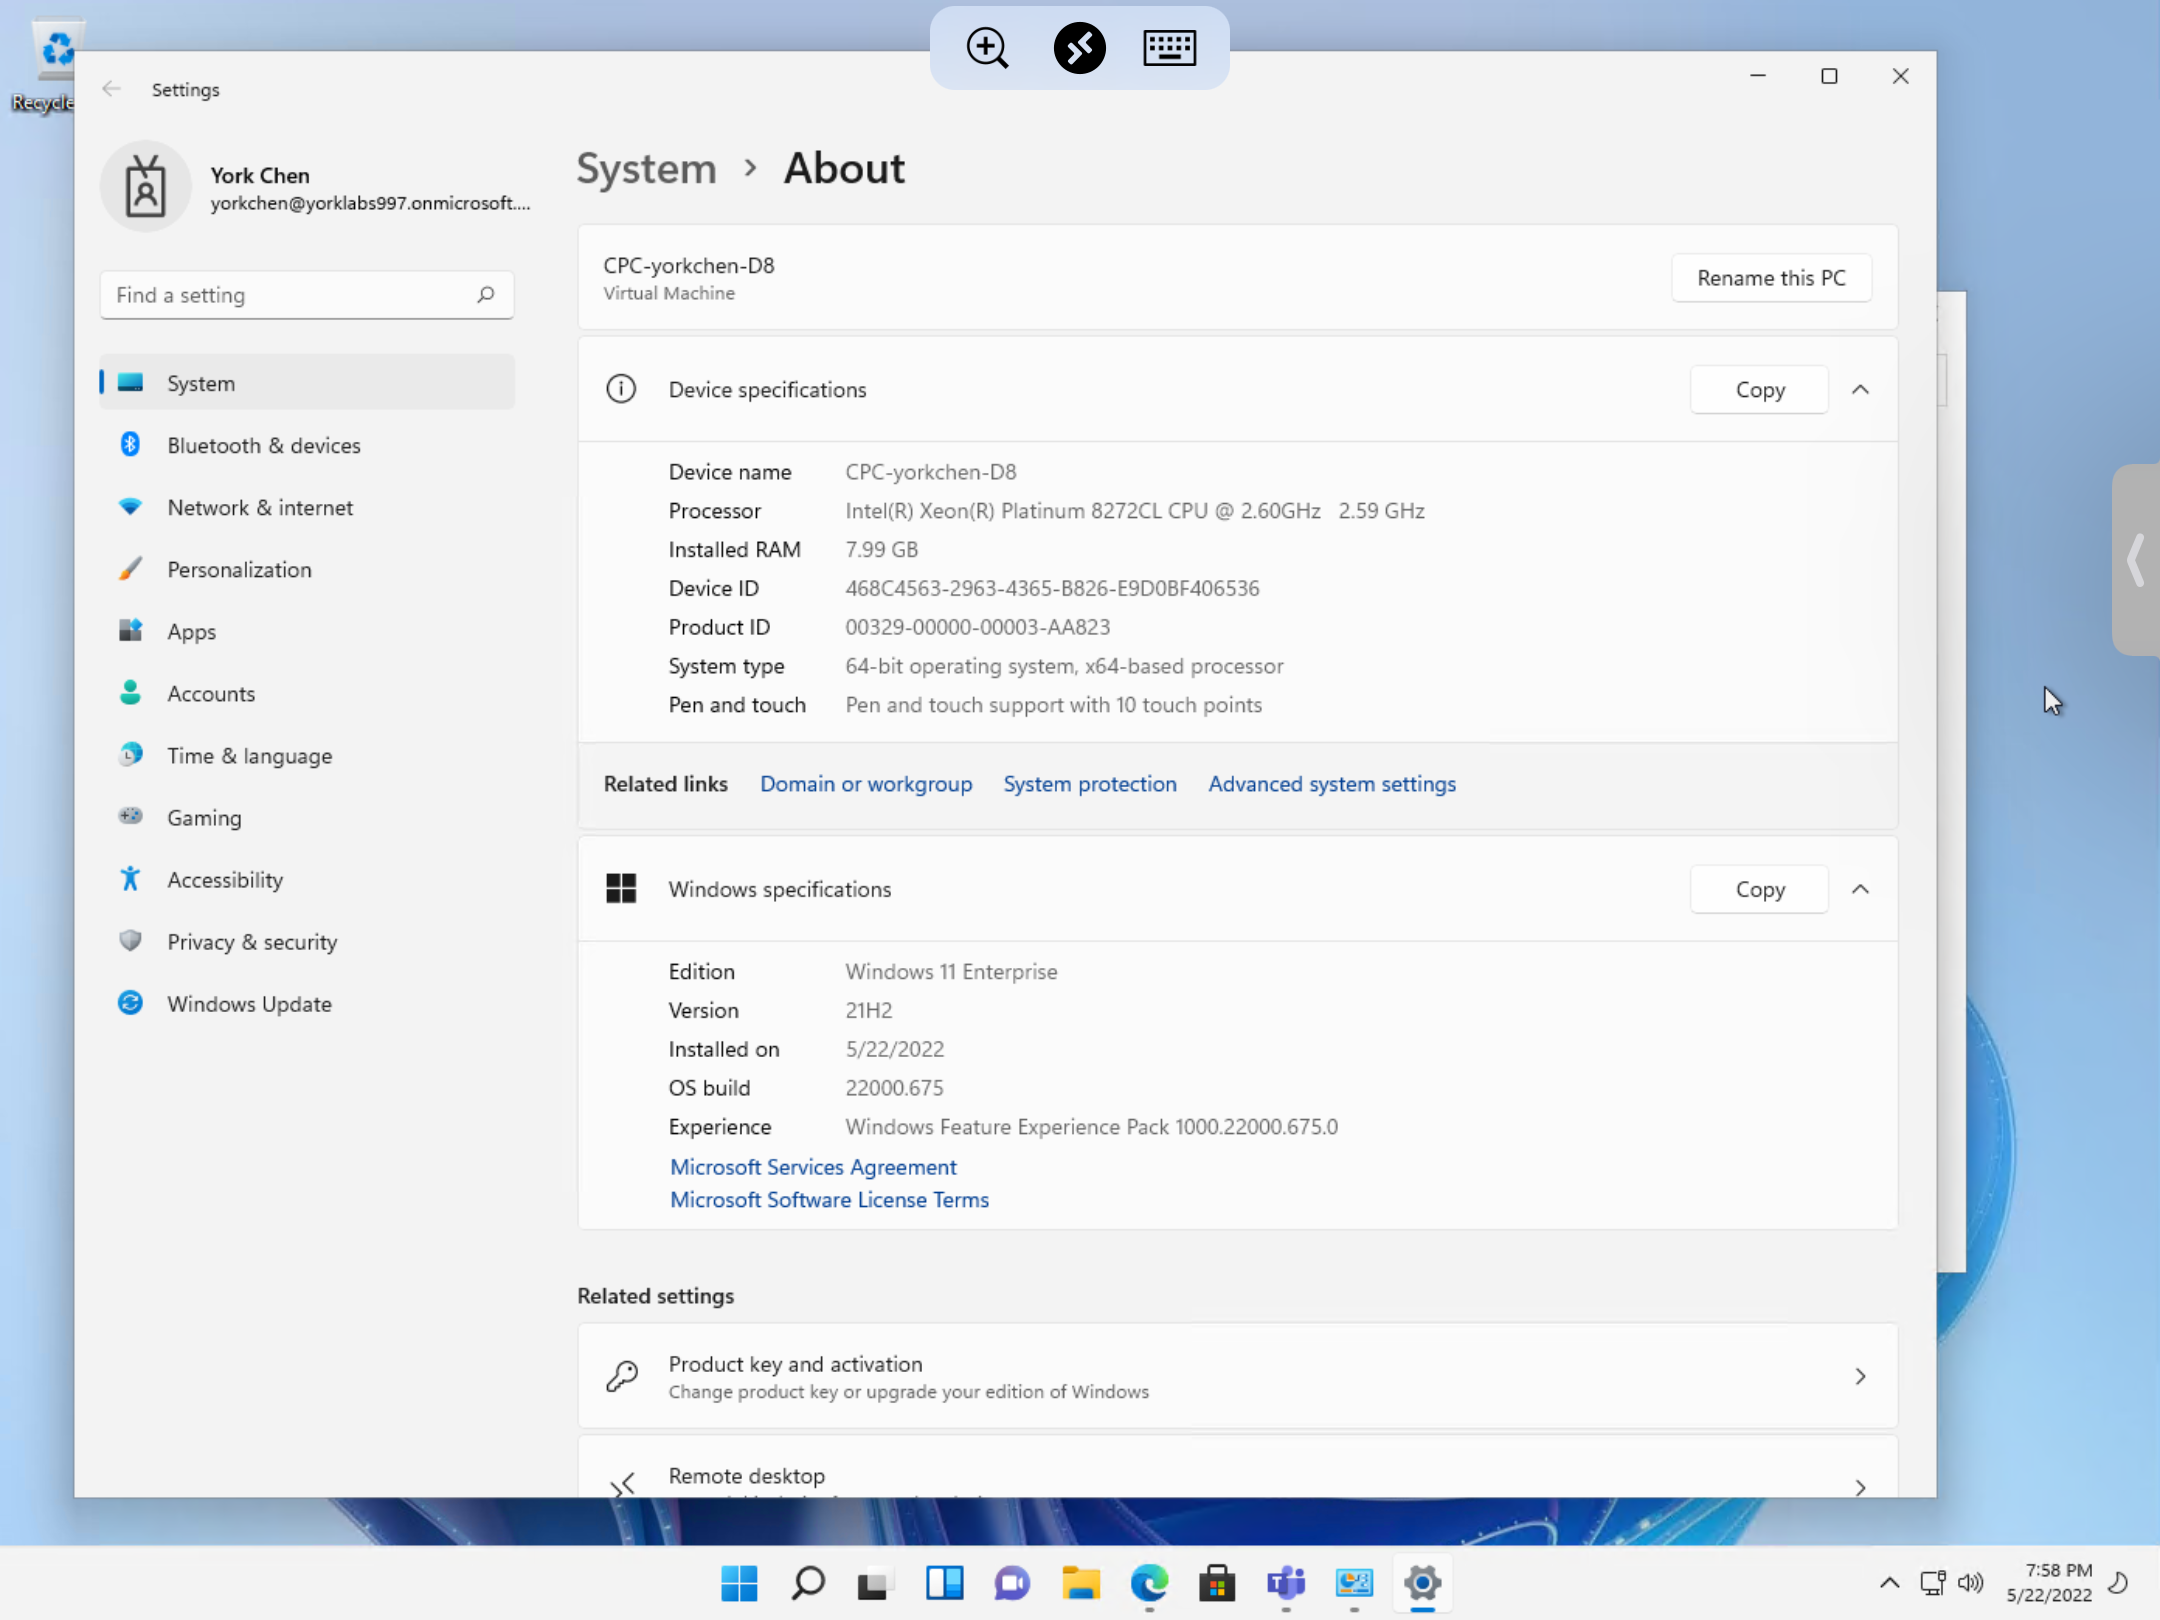 Recycle
Settings
York Chen
yorkchen@yorklabs997.onmicrosoft....
Find a setting
System
Bluetooth & devices
Network & internet
Personalization
Apps
Accounts
Time & language
Gaming
Accessibility
Privacy & security
Windows Update
System > About
CPC-yorkchen-D8
Virtual Machine
Rename this PC
Device specifications
Copy
Device name CPC-yorkchen-D8
Processor Intel(R) Xeon(R) Platinum 8272CL CPU @ 2.60GHz 2.59 GHz
Installed RAM 7.99 GB
Device ID 468C4563-2963-4365-B826-E9D0BF406536
Product ID 00329-00000-00003-AA823
System type 64-bit operating system, x64-based processor
Pen and touch Pen and touch support with 10 touch points
Related links Domain or workgroup System protection Advanced system settings
Windows specifications
Copy
Edition Windows 11 Enterprise
Version 21H2
Installed on 5/22/2022
OS build 22000.675
Experience Windows Feature Experience Pack 1000.22000.675.0
Microsoft Services Agreement
Microsoft Software License Terms
Related settings
Product key and activation
Change product key or upgrade your edition of Windows
Remote desktop
7:58 PM
5/22/2022